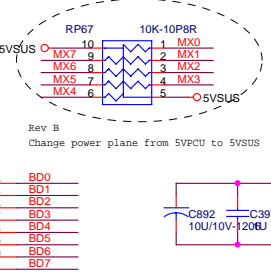 RP67 10K-10P8R
5VSUS 10 1 MX0
MX7 9 2 MX1
MX6 8 3 MX2
MX5 7 4 MX3
MX4 6 5 5VSUS
Rev B
Change power plane from 5VPCU to 5VSUS
BD0
BD1
BD2
BD3
BD4
BD5
BD6
BD7
C892 C39
10U/10V-1206